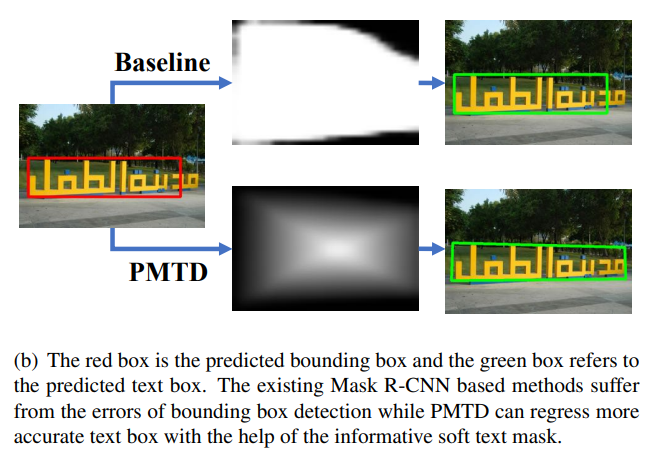 Baseline
PMTD
(b) The red box is the predicted bounding box and the green box refers to
the predicted text box. The existing Mask R-CNN based methods suffer
from the errors of bounding box detection while PMTD can regress more
accurate text box with the help of the informative soft text mask.